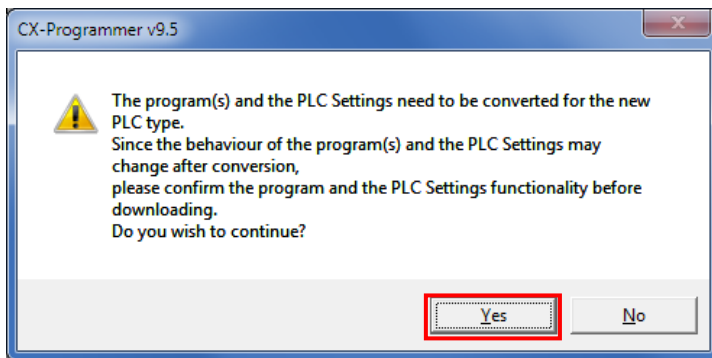 CX-Programmer v9.5
The program(s) and the PLC Settings need to be converted for the new
PLC type.
Since the behaviour of the program(s) and the PLC Settings may
change after conversion,
please confirm the program and the PLC Settings functionality before
downloading.
Do you wish to continue?
Yes
No